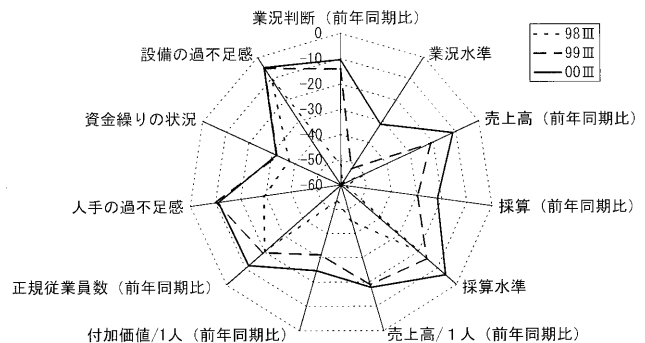 業況判断（前年同期比）
0
-10
-20
-30
-40
-50
-60
98Ⅲ
99Ⅲ
00Ⅲ
設備の過不足感
業況水準
資金繰りの状況
売上高（前年同期比）
人手の過不足感
採算（前年同期比）
正規従業員数（前年同期比）
採算水準
付加価値/1人（前年同期比）
売上高/1人（前年同期比）